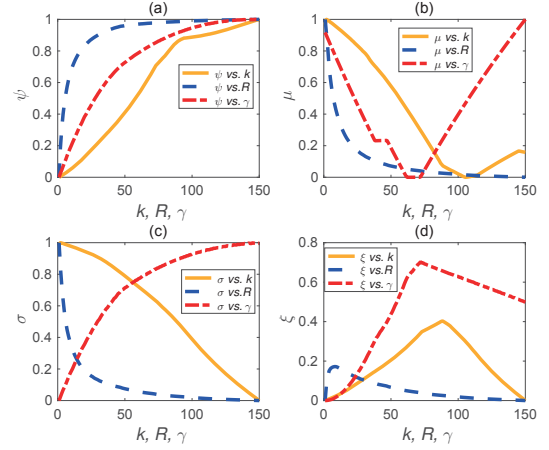 (a)
1
0.8
0.6
0.4
0.2
0
ψ
ψ vs. k
ψ vs.R
ψ vs. γ
0 50 100 150
k, R, γ
(b)
1
0.8
0.6
0.4
0.2
0
μ
μ vs. k
μ vs.R
μ vs. γ
0 50 100 150
k, R, γ
(c)
1
0.8
0.6
0.4
0.2
0
σ
σ vs. k
σ vs.R
σ vs. γ
0 50 100 150
k, R, γ
(d)
0.8
0.6
0.4
0.2
0
ξ
ξ vs. k
ξ vs.R
ξ vs. γ
0 50 100 150
k, R, γ